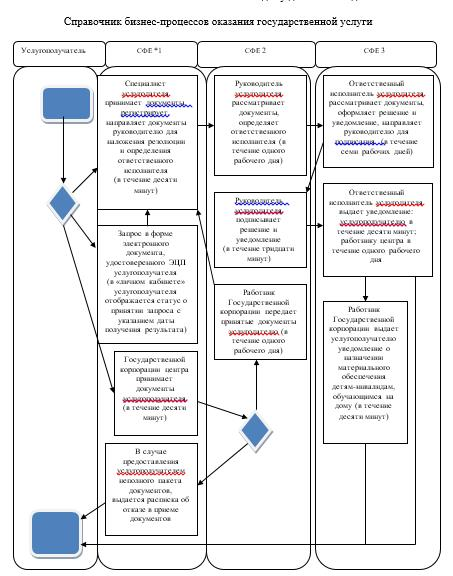 Справочник бизнес-процессов оказания государственной услуги
Услугополучатель
СФЕ *1
СФЕ 2
СФЕ 3
Специалист
услугодателя
принимает документы,
регистрирует,
направляет документы
руководителю для
наложения резолюции
и определения
ответственного
исполнителя
(в течение десяти
минут)
Руководитель
услугодателя
рассматривает
документы,
определяет
ответственного
исполнителя (в
течение одного
рабочего дня)
Ответственный
исполнитель услугодателя
рассматривает документы,
оформляет решение и
уведомление, направляет
руководителю для
подписания (в течение
семи рабочих дней)
Руководитель
услугодателя
подписывает
решение и
уведомление
(в течение тридцати
минут)
Ответственный
исполнитель услугодателя
выдает уведомление:
услугополучателю в
течение десяти минут;
работнику центра в
течение одного рабочего
дня
Запрос в форме
электронного
документа,
удостоверенного ЭЦП
услугополучателя
(в «личном кабинете»
услугополучателя
отображается статус о
принятии запроса с
указанием даты
получения результата)
Работник
Государственной
корпорации передает
принятые документы
услугодателю (в
течение одного
рабочего дня)
Работник
Государственной
корпорации выдает
услугополучателю
уведомление о
назначении
материального
обеспечения
детям-инвалидам,
обучающимся на
дому (в течение
десяти минут)
Государственной
корпорации центра
принимает
документы
услугополучателя
(в течение десяти
минут)
В случае
предоставления
услугополучателем
неполного пакета
документов,
выдается расписка об
отказе в приеме
документов